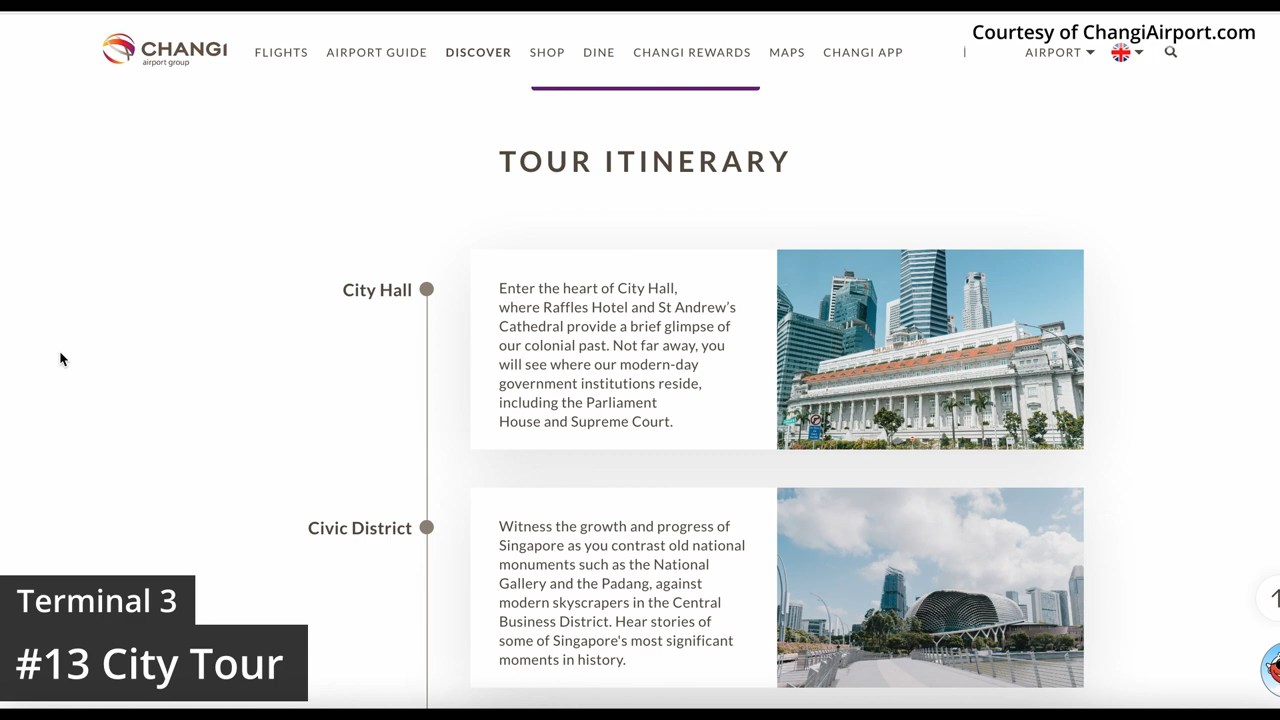 Courtesy of ChangiAirport.com
CHANGI
airport group
FLIGHTS AIRPORT GUIDE DISCOVER SHOP DINE CHANGI REWARDS MAPS CHANGI APP AIRPORT
TOUR ITINERARY
City Hall
Enter the heart of City Hall,
where Raffles Hotel and St Andrew's
Cathedral provide a brief glimpse of
our colonial past. Not far away, you
will see where our modern-day
government institutions reside,
including the Parliament
House and Supreme Court.
Civic District
Witness the growth and progress of
Singapore as you contrast old national
monuments such as the National
Gallery and the Padang, against
modern skyscrapers in the Central
Business District. Hear stories of
some of Singapore's most significant
moments in history.
Terminal 3
#13 City Tour